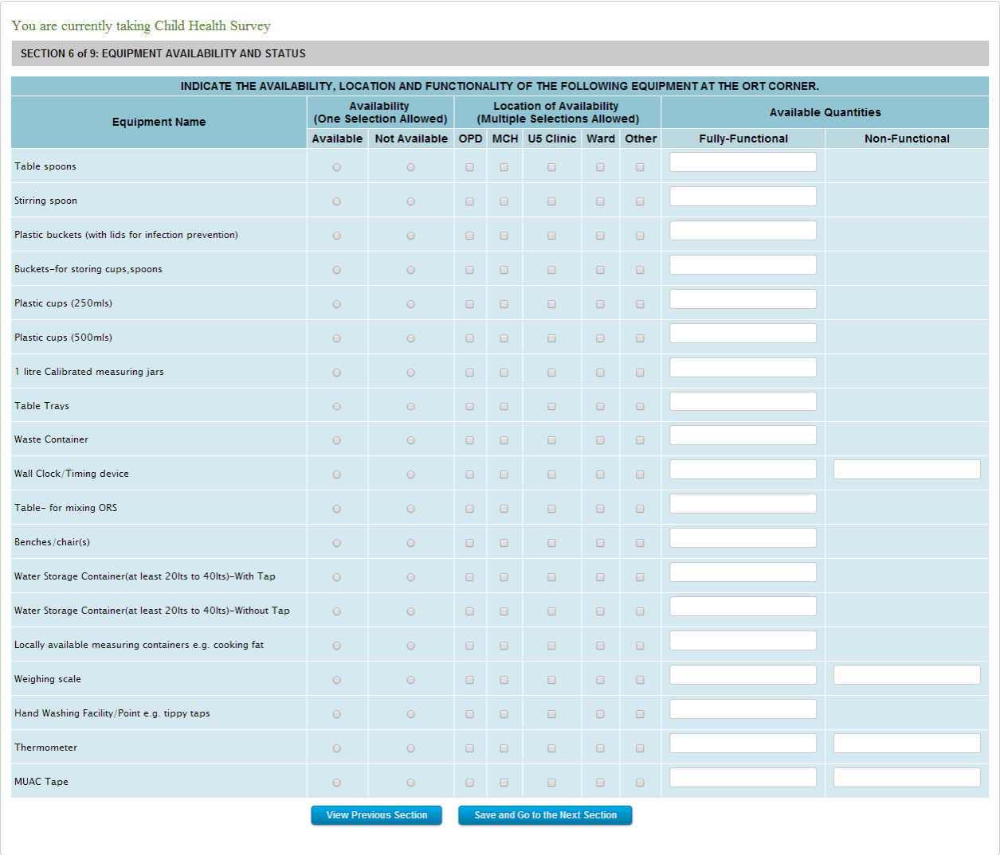 You are currently taking Child Health Survey
SECTION 6 of 9: EQUIPMENT AVAILABILITY AND STATUS
INDICATE THE AVAILABILITY, LOCATION AND FUNCTIONALITY OF THE FOLLOWING EQUIPMENT AT THE ORT CORNER.
Equipment Name
Availability
(One Selection Allowed)
Location of Availability
(Multiple Selections Allowed)
Available Quantities
Available Not Available OPD MCH U5 Clinic Ward Other Fully-Functional Non-Functional
Table spoons
Stirring spoon
Plastic buckets (with lids for infection prevention)
Buckets-for storing cups,spoons
Plastic cups (250mls)
Plastic cups (500mls)
1 litre Calibrated measuring jars
Table Trays
Waste Container
Wall Clock/Timing device
Table- for mixing ORS
Benches/chair(s)
Water Storage Container(at least 20lts to 40lts)-With Tap
Water Storage Container(at least 20lts to 40lts)-Without Tap
Locally available measuring containers e.g. cooking fat
Weighing scale
Hand Washing Facility/Point e.g. tippy taps
Thermometer
MUAC Tape
View Previous Section Save and Go to the Next Section